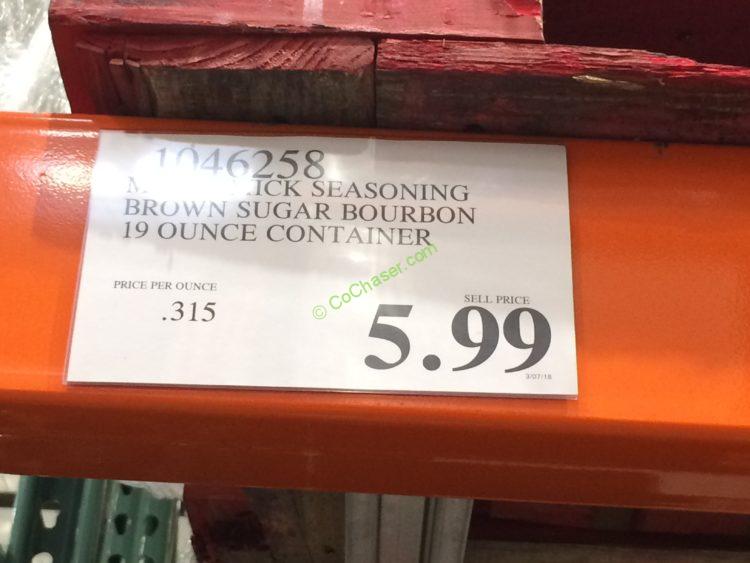 1046258
SEASONING
BROWN SUGAR BOURBON
19 OUNCE CONTAINER
PRICE PER OUNCE
.315
SELL PRICE
5.99
3/07/18
© CoChaser.com